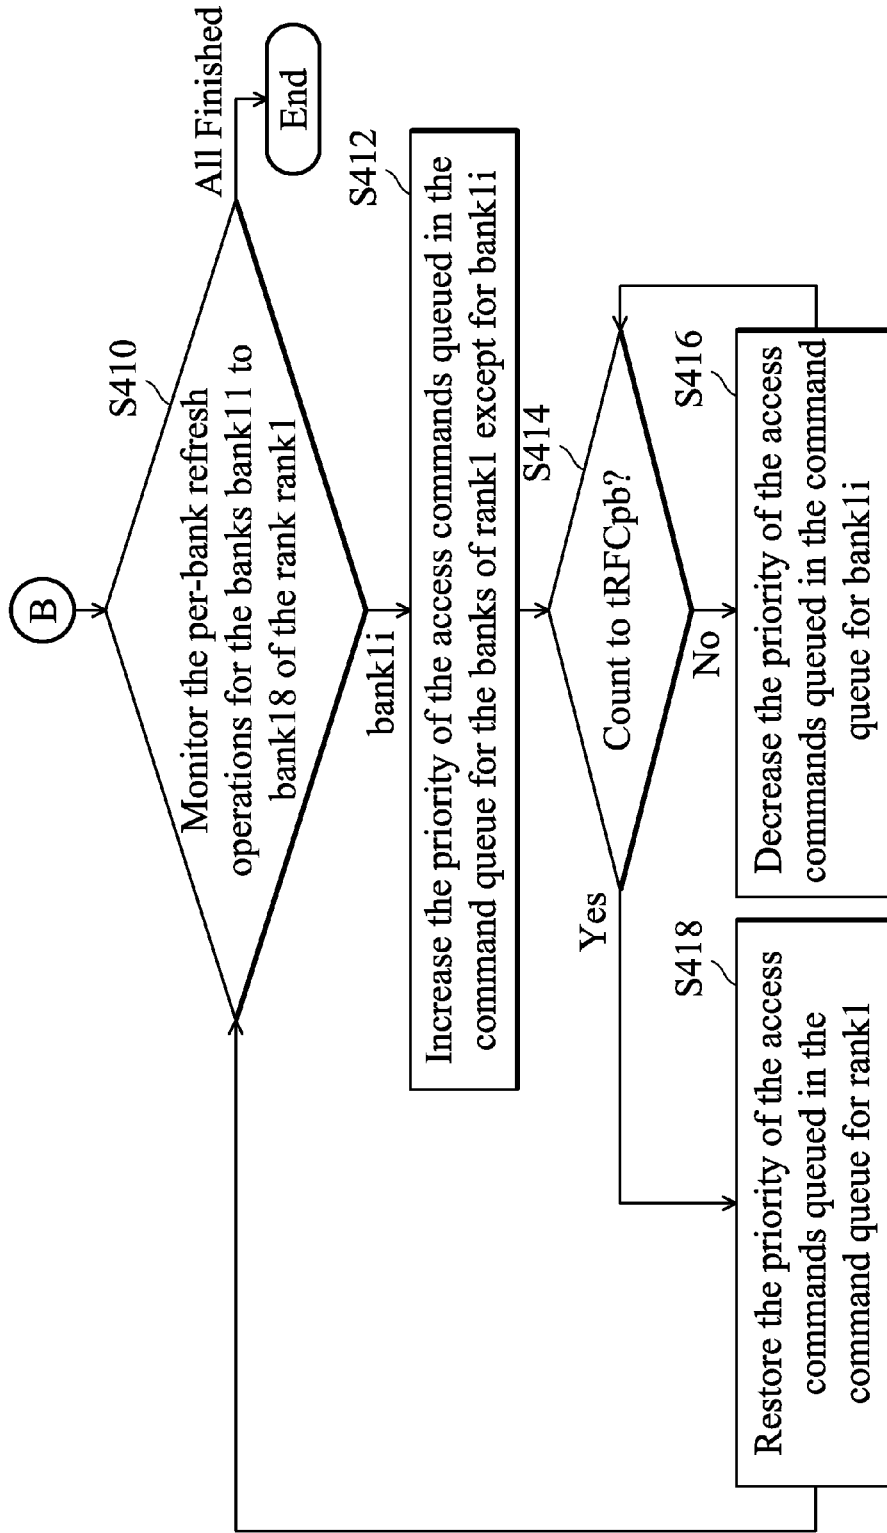 B
S410
Monitor the per-bank refresh
operations for the banks bank11 to
bank18 of the rank rank1
All Finished
End
bank1i
S412
Increase the priority of the access commands queued in the
command queue for the banks of rank1 except for bank1i
S414
Count to tRFCpb?
Yes
No
S418
Restore the priority of the access
commands queued in the
command queue for rank1
S416
Decrease the priority of the access
commands queued in the command
queue for bank1i